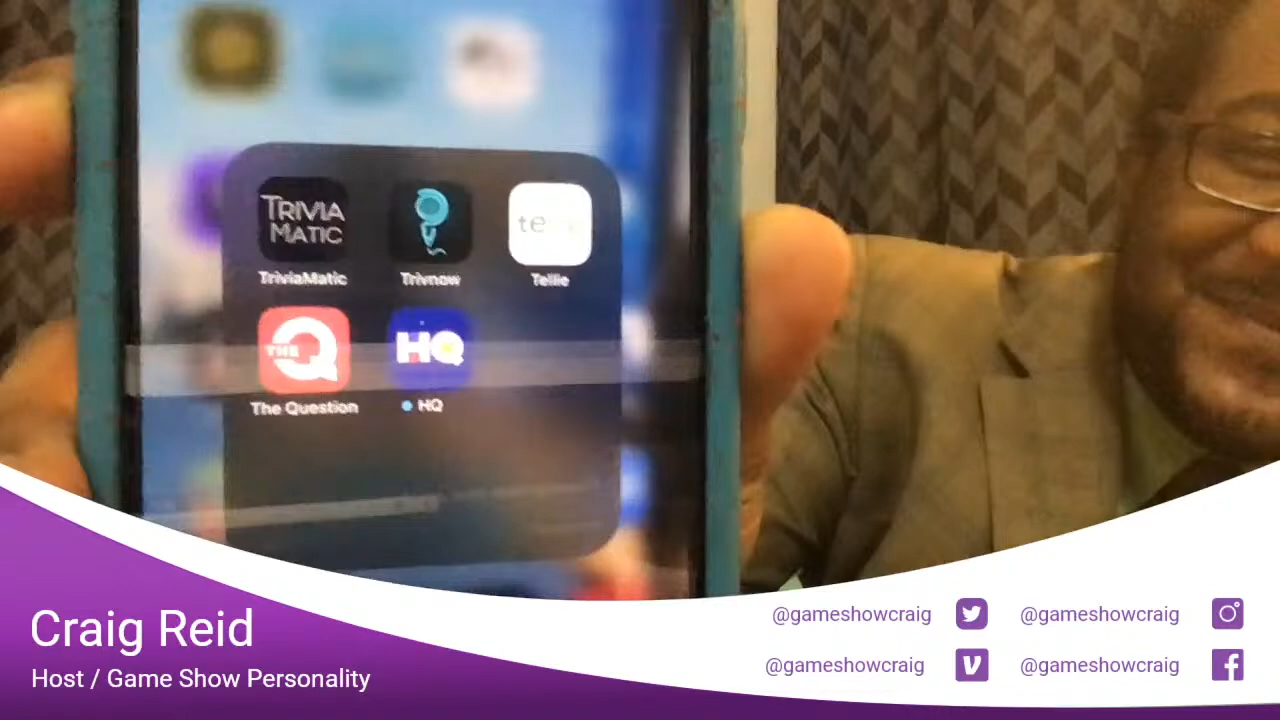 TRIVIA
MATIC
TriviaMatic
Trivnow
Tellie
THE Q
HQ
The Question
HQ
Craig Reid
Host / Game Show Personality
@gameshowcraig
@gameshowcraig
@gameshowcraig
@gameshowcraig